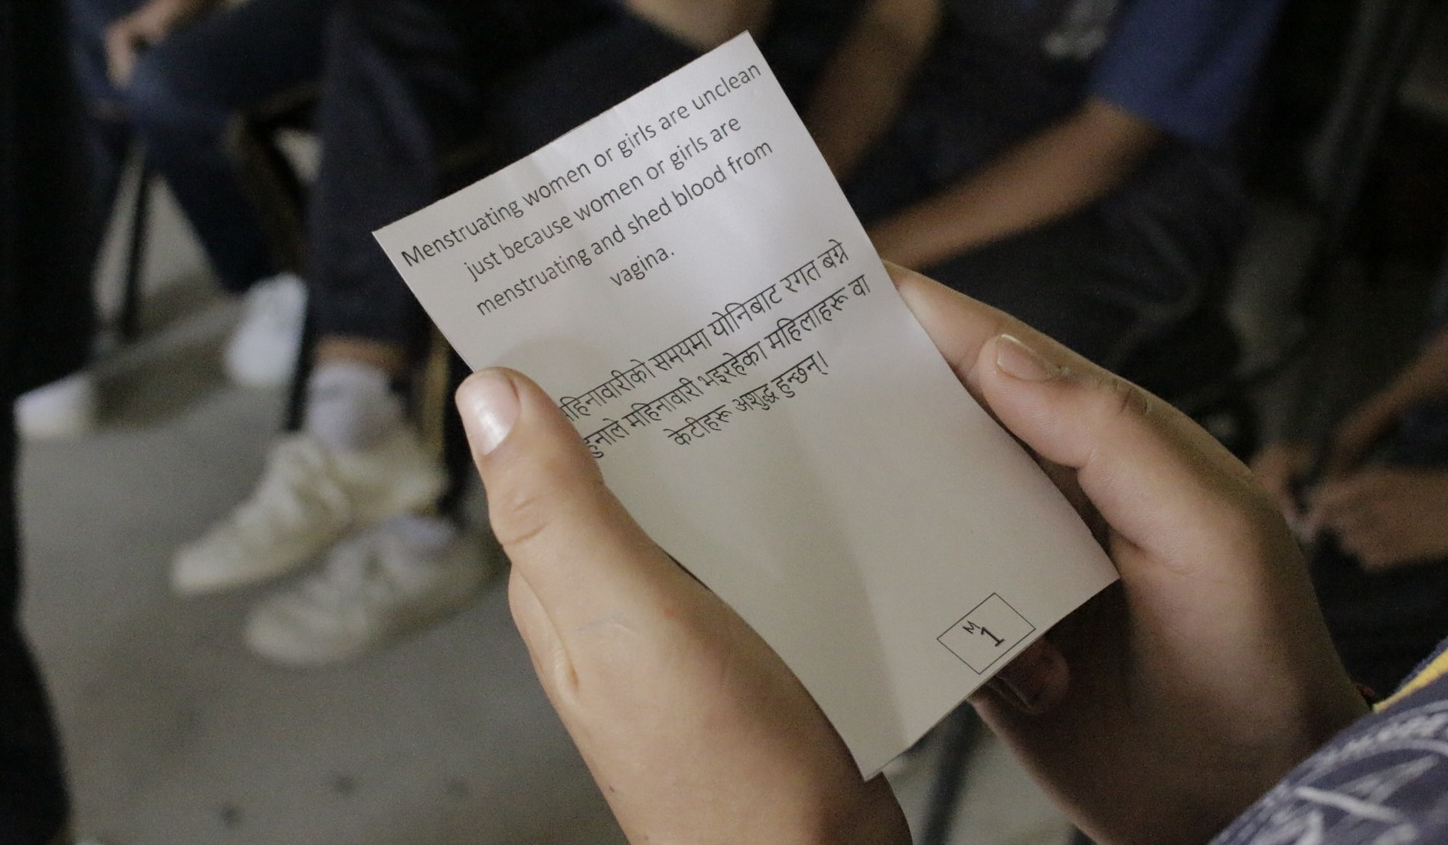 Menstruating women or girls are unclean
just because women or girls are
menstruating and shed blood from
vagina.
महिनावारीको समयमा योनिबाट रगत बग्ने
हुनाले महिनावारी भइरहेका महिलाहरू वा
केटीहरू अशुद्ध हुन्छन्।
M
1